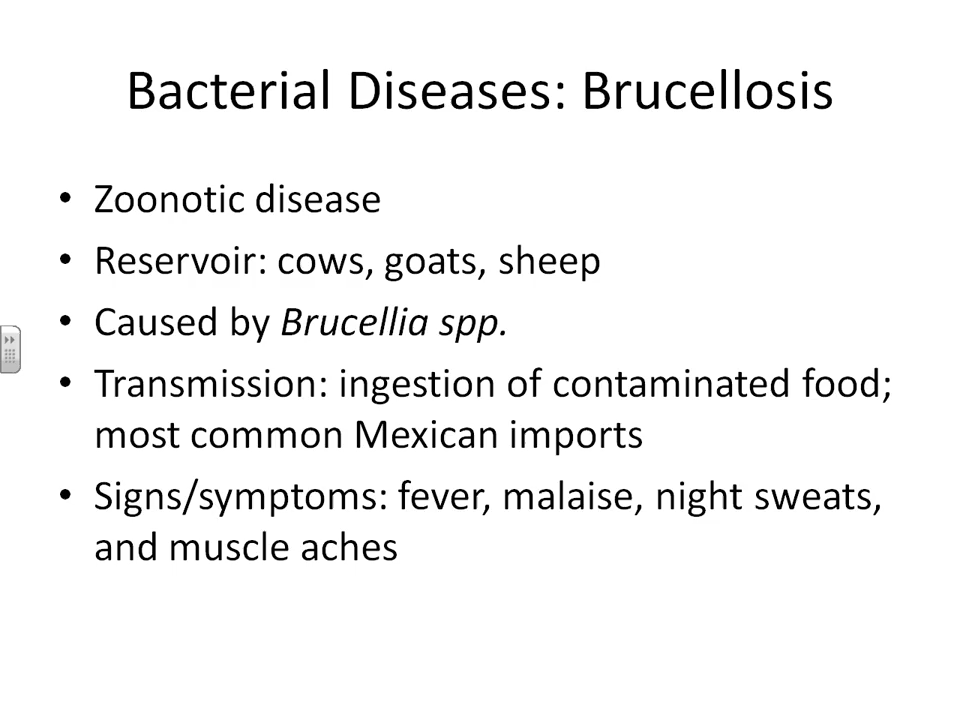 Bacterial Diseases: Brucellosis
• Zoonotic disease
• Reservoir: cows, goats, sheep
• Caused by Brucellia spp.
• Transmission: ingestion of contaminated food;
most common Mexican imports
• Signs/symptoms: fever, malaise, night sweats,
and muscle aches